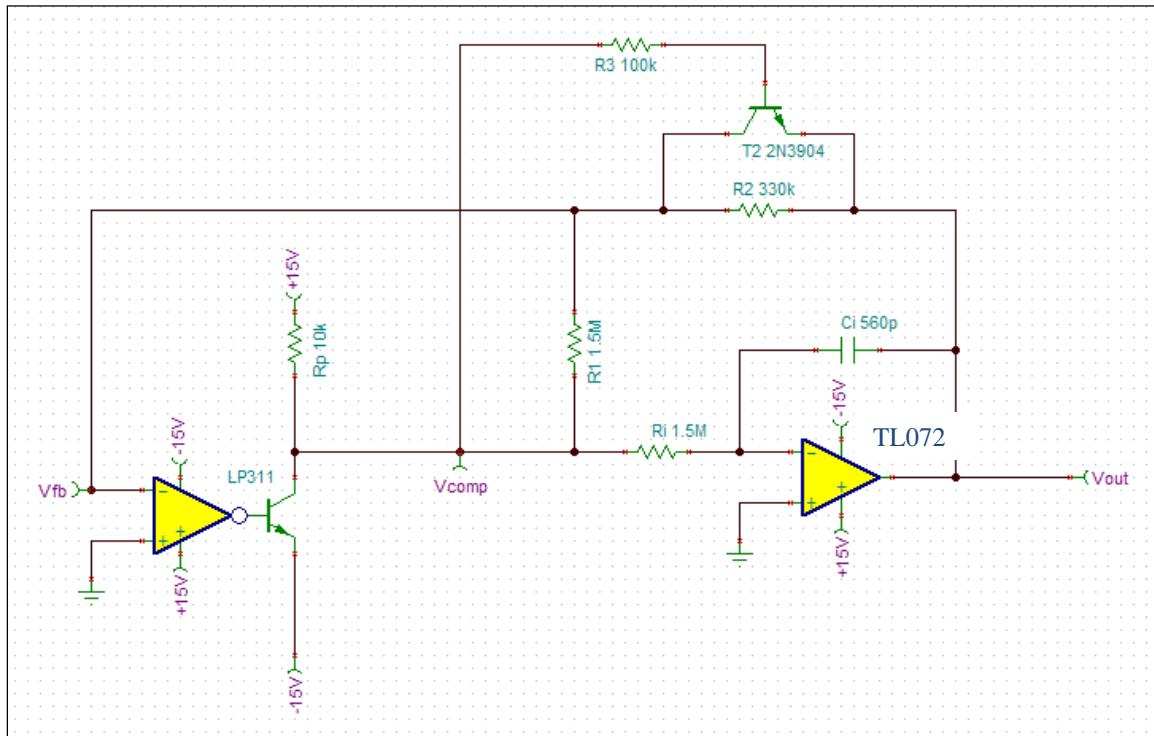 R3 100k
T2 2N3904
R2 330k
+15V
Rp 10k
R1 1.5M
Ci 560p
-15V
TL072
Ri 1.5M
-15V
LP311
Vfb
Vcomp
Vout
+15V
+15V
-15V